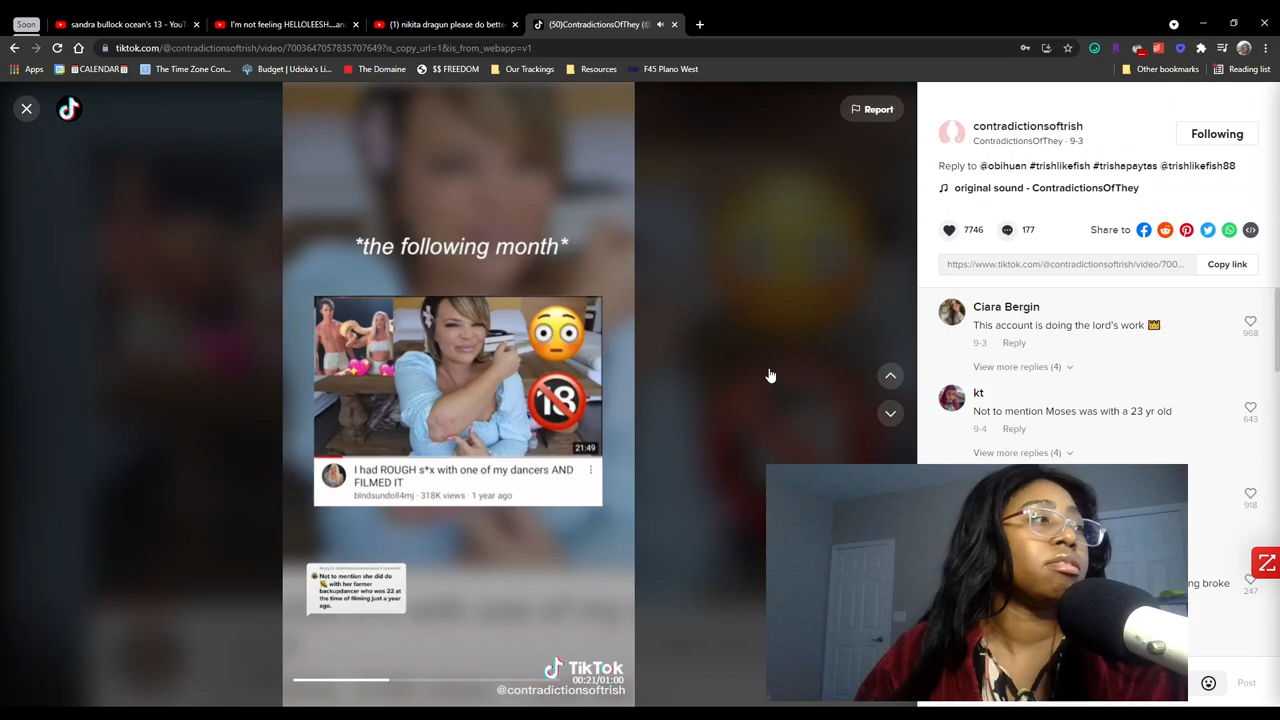 Soon
sandra bullock ocean's 13 - YouT
I'm not feeling HELLOLEESH....an
(1) nikita dragun please do bette
(50)ContradictionsOfThey (@
tiktok.com/@contradictionsoftrish/video/7003647057835707649?is_copy_url=1&is_from_webapp=v1
Apps
CALENDAR
The Time Zon Con...
Budget | Udoka's Li...
The Domaine
$$ FREEDOM
Our Trackings
Resources
F45 Plano West
Other bookmarks
Reading list
Report
*the following month*
18
21:49
I had ROUGH s*x with one of my dancers AND
FILMED IT
blndsundoll4mj · 318K views · 1 year ago
Not to mention she did do
with her former
backupdancer who was 22 at
the time of filming just a year
ago.
TikTok
00:21/01:00
@contradictionsoftrish
contradictionsoftrish
ContradictionsOfThey · 9-3
Following
Reply to @obihuan #trishlikefish #trishapaytas @trishlikefish88
original sound - ContradictionsOfThey
7746
177
Share to
https://www.tiktok.com/@contradictionsoftrish/video/700...
Copy link
Ciara Bergin
This account is doing the lord's work
968
9-3 Reply
View more replies (4)
kt
Not to mention Moses was with a 23 yr old
643
9-4 Reply
View more replies (4)
918
ng broke
247
Post